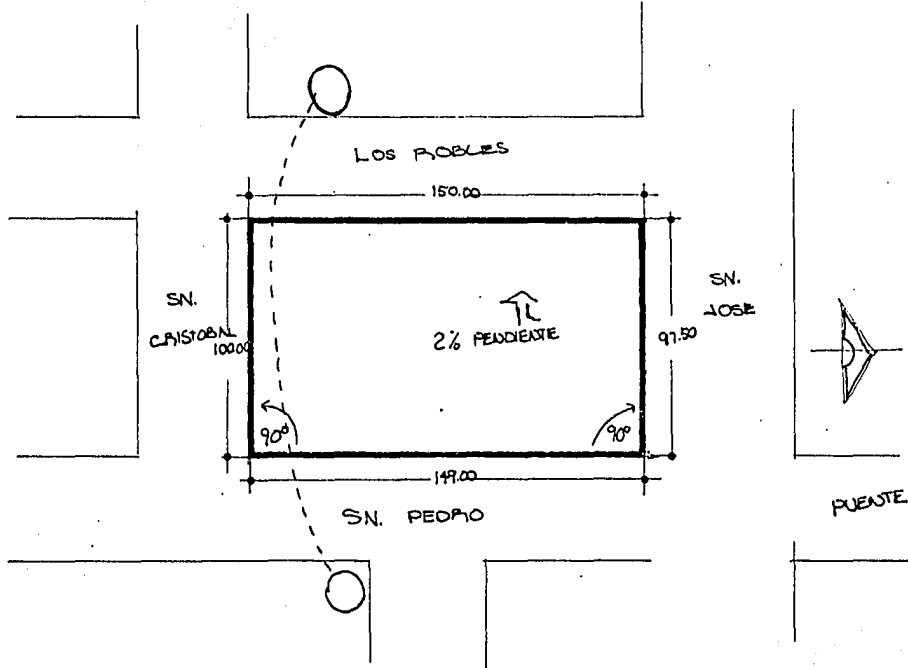 LOS ROBLES
150.00
SN.
CRISTOBAL
100.00
2% PENDIENTE
97.50
SN.
JOSE
90°
90°
149.00
SN. PEDRO
PUENTE